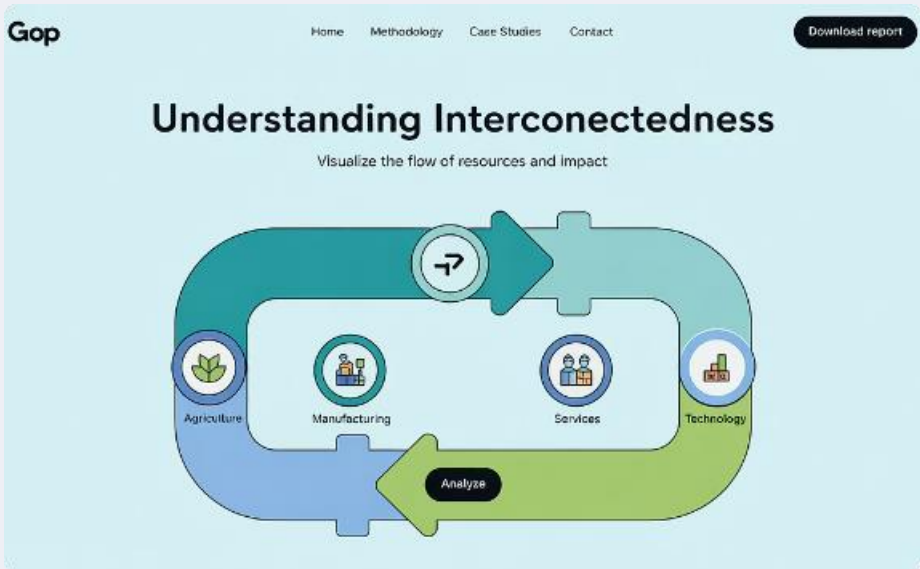 Gop
Home Methodology Case Studies Contact
Download report
Understanding Interconectedness
Visualize the flow of resources and impact
Agriculture Manufacturing Services Technology
Analyze